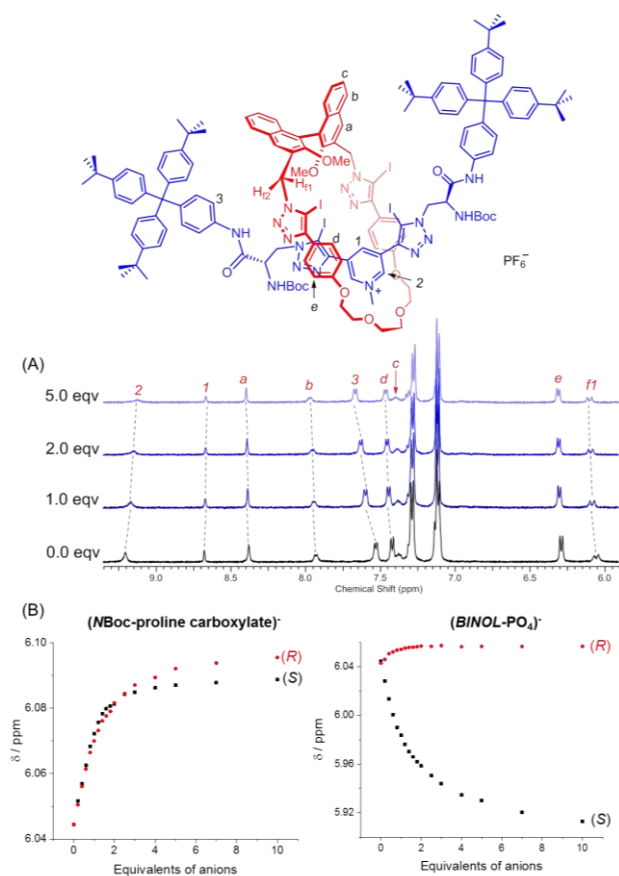 c
b
a
MeO
OMe
H_f2
H_f1
N
N=N
I
I
N
N=N
I
I
N
N=N
3
NH
O
NHBoc
N
N=N
d
1
e
N+
2
O
O
O
O
NH
O
NHBoc
PF6−
(A)
2 1 a b 3 d c e f1
5.0 eqv
2.0 eqv
1.0 eqv
0.0 eqv
9.0 8.5 8.0 7.5 7.0 6.5 6.0
Chemical Shift (ppm)
(B)
(NBoc-proline carboxylate)-
(R)
(S)
6.10
6.08
6.06
6.04
δ / ppm
0 2 4 6 8 10
Equivalents of anions
(BINOL-PO4)-
(R)
(S)
6.04
6.00
5.96
5.92
δ / ppm
0 2 4 6 8 10
Equivalents of anions